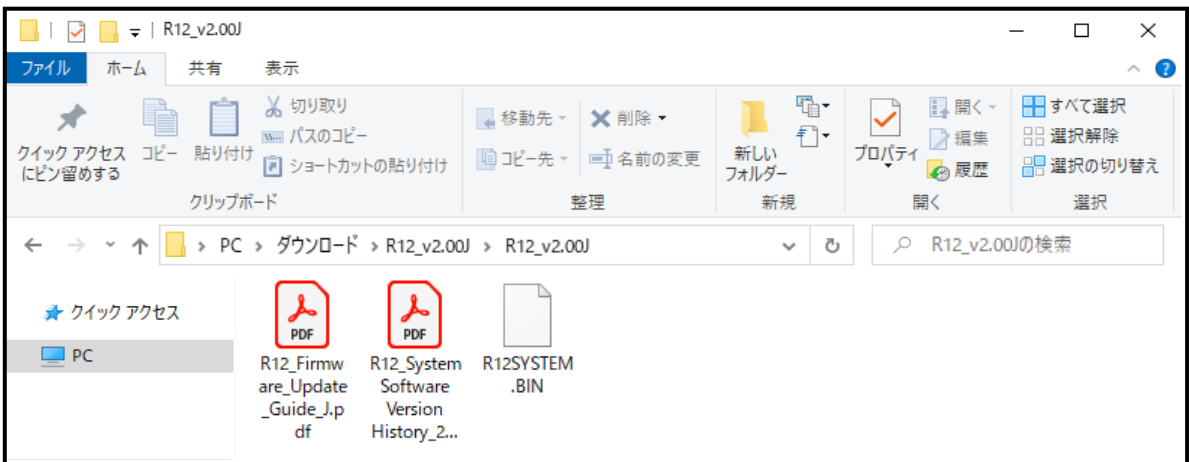 R12_v2.00J
ファイル ホーム 共有 表示
クイック アクセス
にピン留めする
コピー
貼り付け
切り取り
パスのコピー
ショートカットの貼り付け
クリップボード
移動先
コピー先
削除
名前の変更
整理
新しい
フォルダー
新規
プロパティ
開く
編集
履歴
開く
すべて選択
選択解除
選択の切り替え
選択
PC > ダウンロード > R12_v2.00J > R12_v2.00J
R12_v2.00Jの検索
クイック アクセス
PC
PDF
R12_Firmw
are_Update
_Guide_J.p
df
PDF
R12_System
Software
Version
History_2...
R12SYSTEM
.BIN